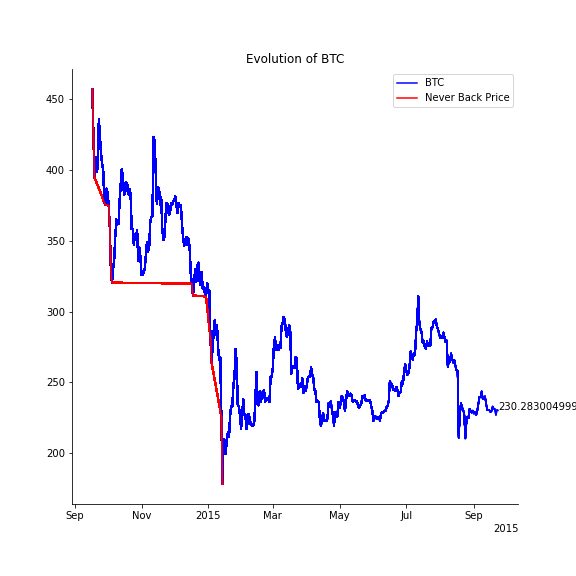 Evolution of BTC
BTC
Never Back Price
450
400
350
300
250
200
230.283004999
Sep
Nov
2015
Mar
May
Jul
Sep
2015